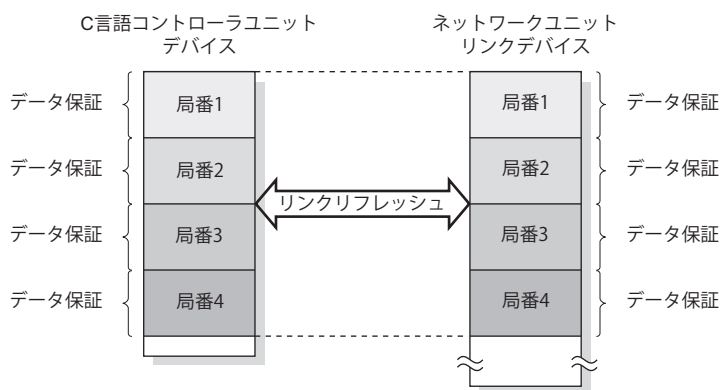 C言語コントローラユニット
デバイス
ネットワークユニット
リンクデバイス
データ保証
局番1
局番1
データ保証
データ保証
局番2
局番2
データ保証
リンクリフレッシュ
データ保証
局番3
局番3
データ保証
データ保証
局番4
局番4
データ保証